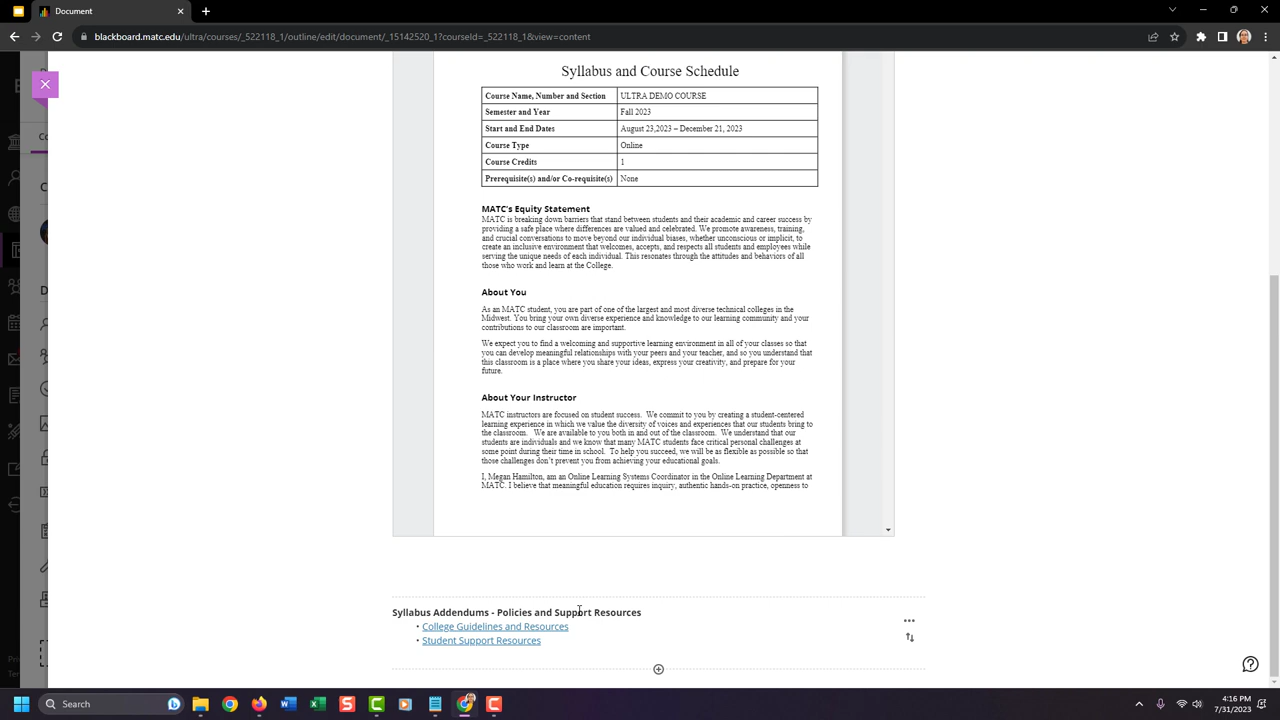 Document
blackboard.matc.edu/ultra/courses/_522118_1/outline/edit/document/_15142520_1?courseId=_522118_1&view=content
Syllabus and Course Schedule
Course Name, Number and Section ULTRA DEMO COURSE
Semester and Year Fall 2023
Start and End Dates August 23,2023 – December 21, 2023
Course Type Online
Course Credits 1
Prerequisite(s) and/or Co-requisite(s) None
MATC's Equity Statement
MATC is breaking down barriers that stand between students and their academic and career success by
providing a safe place where differences are valued and celebrated. We promote awareness, training,
and crucial conversations to move beyond our individual biases, whether unconscious or implicit, to
create an inclusive environment that welcomes, accepts, and respects all students and employees while
serving the unique needs of each individual. This resonates through the attitudes and behaviors of all
those who work and learn at the College.
About You
As an MATC student, you are part of one of the largest and most diverse technical colleges in the
Midwest. You bring your own diverse experience and knowledge to our learning community and your
contributions to our classroom are important.
We expect you to find a welcoming and supportive learning environment in all of your classes so that
you can develop meaningful relationships with your peers and your teacher, and so you understand that
this classroom is a place where you share your ideas, express your creativity, and prepare for your
future.
About Your Instructor
MATC instructors are focused on student success. We commit to you by creating a student-centered
learning experience in which we value the diversity of voices and experiences that our students bring to
the classroom. We are available to you both in and out of the classroom. We understand that our
students are individuals and we know that many MATC students face critical personal challenges at
some point during their time in school. To help you succeed, we will be as flexible as possible so that
those challenges don't prevent you from achieving your educational goals.
I, Megan Hamilton, am an Online Learning Systems Coordinator in the Online Learning Department at
MATC. I believe that meaningful education requires inquiry, authentic hands-on practice, openness to
Syllabus Addendums - Policies and Support Resources
• College Guidelines and Resources
• Student Support Resources
Search
4:16 PM
7/31/2023